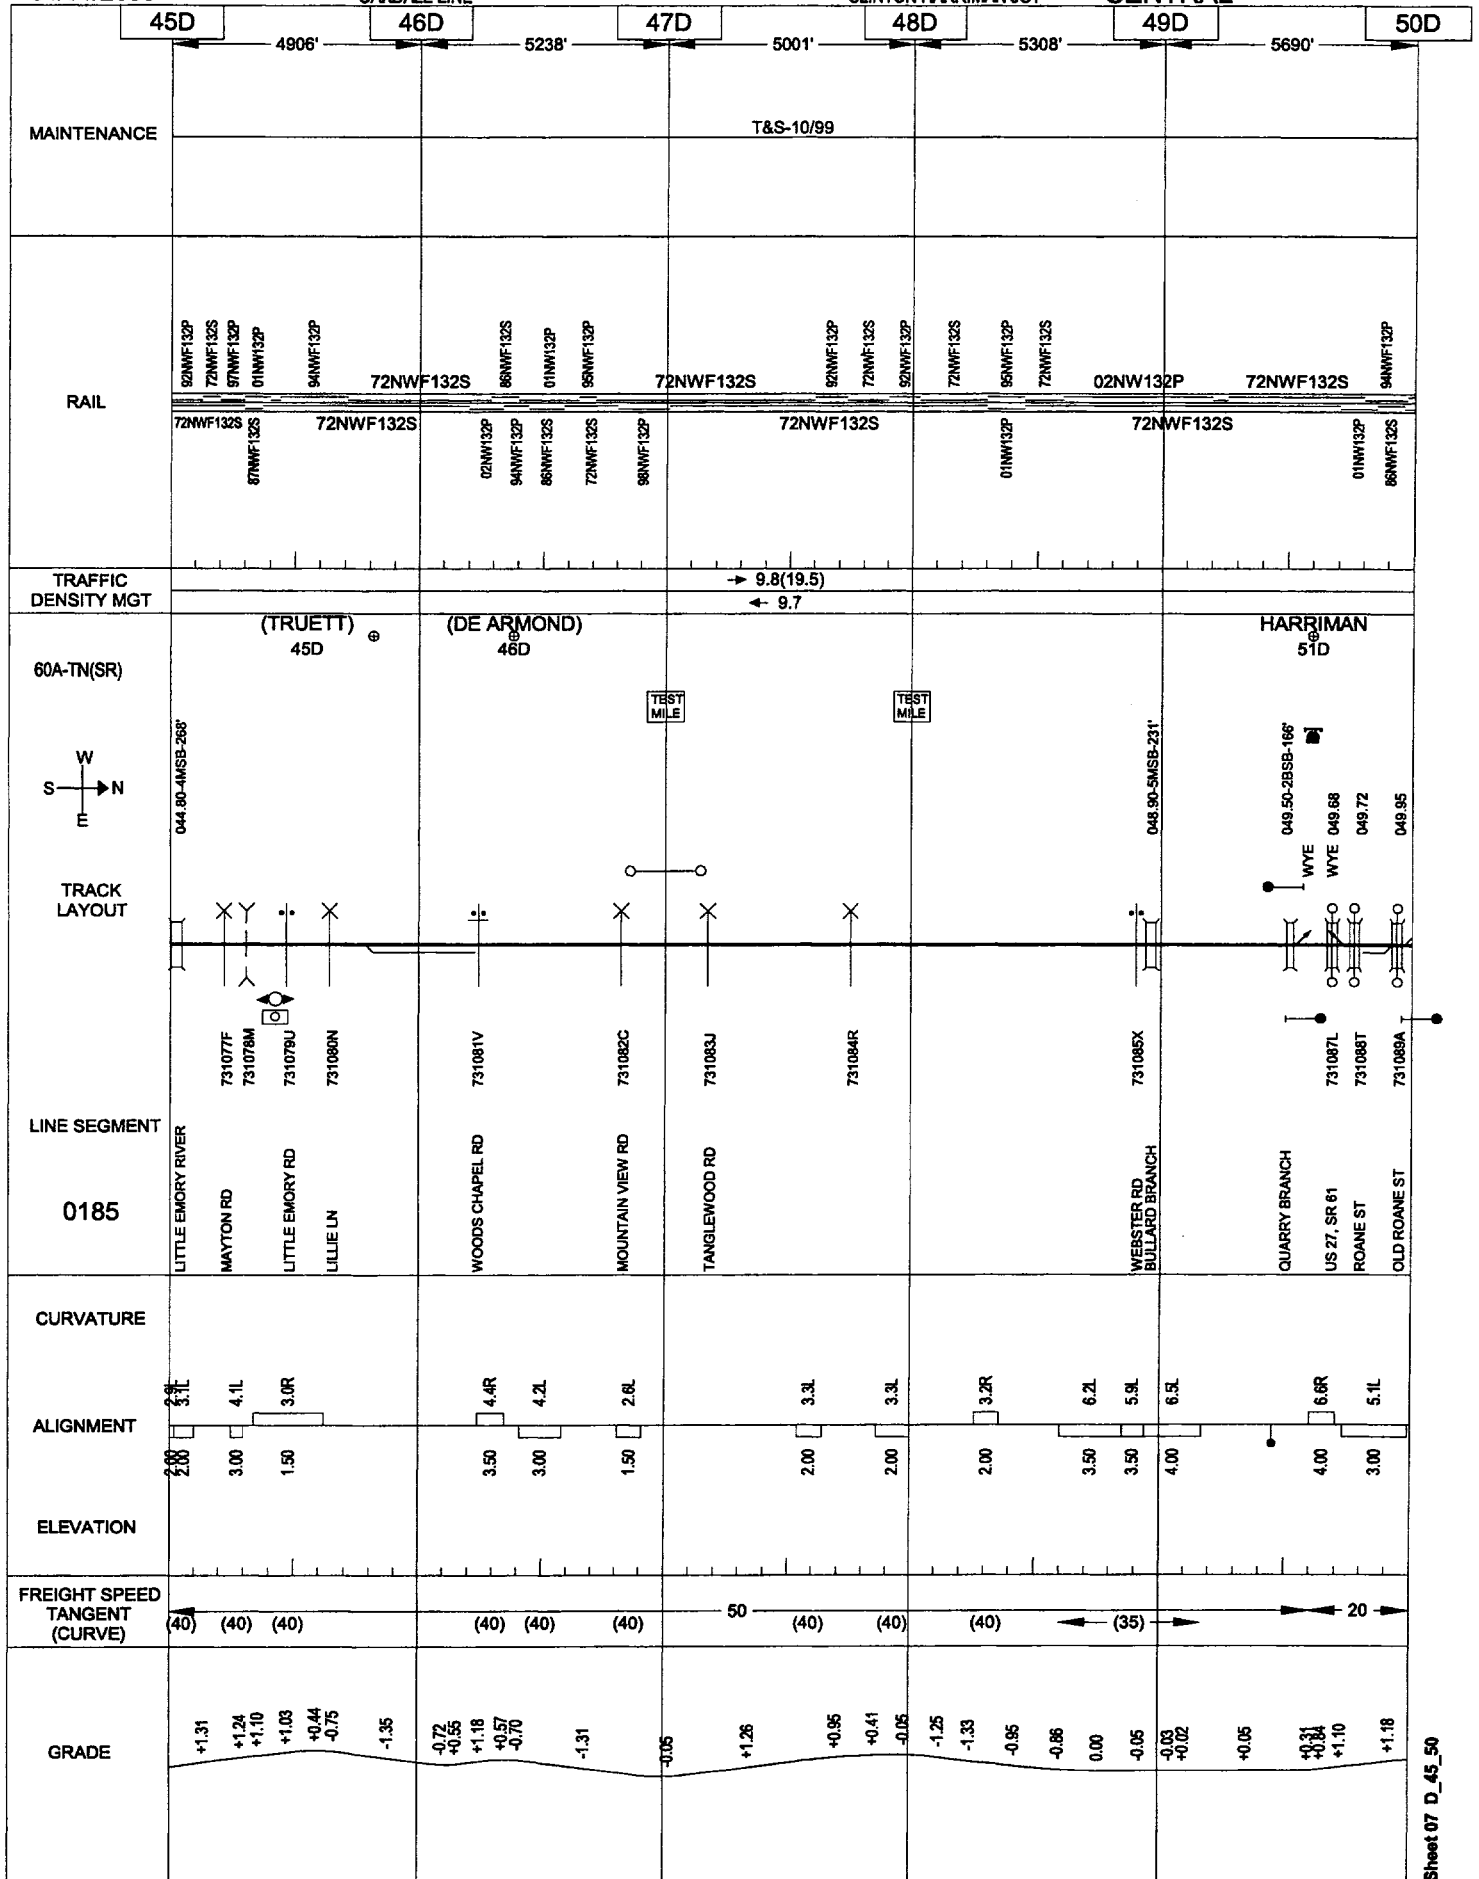 45D 46D 47D 48D 49D 50D
4906' 5238' 5001' 5308' 5690'
MAINTENANCE
T&S-10/99
92NWF132P 72NWF132S 97NWF132P 01NW132P 94NWF132P 72NWF132S 86NWF132S 01NW132P 95NWF132P 72NWF132S 92NWF132P 72NWF132S 92NWF132P 72NWF132S 95NWF132P 72NWF132S 02NW132P 72NWF132S 94NWF132P
RAIL
72NWF132S 87NWF132S 72NWF132S 02NW132P 94NWF132P 86NWF132S 72NWF132S 98NWF132P 72NWF132S 01NW132P 72NWF132S 01NW132P 86NWF132S
TRAFFIC
DENSITY MGT
9.8(19.5)
9.7
(TRUETT) (DE ARMOND) HARRIMAN
45D 46D 51D
60A-TN(SR)
TEST
MILE
TEST
MILE
W
S N
E
044.80-4MSB-268' 048.90-5MSB-231' 049.50-2BSB-166' 049.68 049.72 049.95
WYE WYE
TRACK
LAYOUT
731077F 731078M 731079U 731080N 731081V 731082C 731083J 731084R 731085X 731087L 731088T 731089A
LINE SEGMENT
0185
LITTLE EMORY RIVER
MAYTON RD
LITTLE EMORY RD
LILLIE LN
WOODS CHAPEL RD
MOUNTAIN VIEW RD
TANGLEWOOD RD
WEBSTER RD
BULLARD BRANCH
QUARRY BRANCH
US 27, SR 61
ROANE ST
OLD ROANE ST
CURVATURE
3.1L 4.1L 3.0R 4.4R 4.2L 2.6L 3.3L 3.3L 3.2R 6.2L 5.9L 6.5L 6.6R 5.1L
ALIGNMENT
2.00 2.00 3.00 1.50 3.50 3.00 1.50 2.00 2.00 2.00 3.50 3.50 4.00 4.00 3.00
ELEVATION
FREIGHT SPEED
TANGENT
(CURVE)
50 20
(40) (40) (40) (40) (40) (40) (40) (40) (40) (35)
GRADE
+1.31 +1.24 +1.10 +1.03 +0.44 -0.75 -1.35 -0.72 +0.55 +1.18 +0.57 -0.70 -1.31 -0.05 +1.26 +0.95 +0.41 -0.05 -1.25 -1.33 -0.95 -0.86 0.00 -0.05 -0.03 +0.02 +0.05 +0.31 +0.84 +1.10 +1.18
Sheet 07 D_45_50